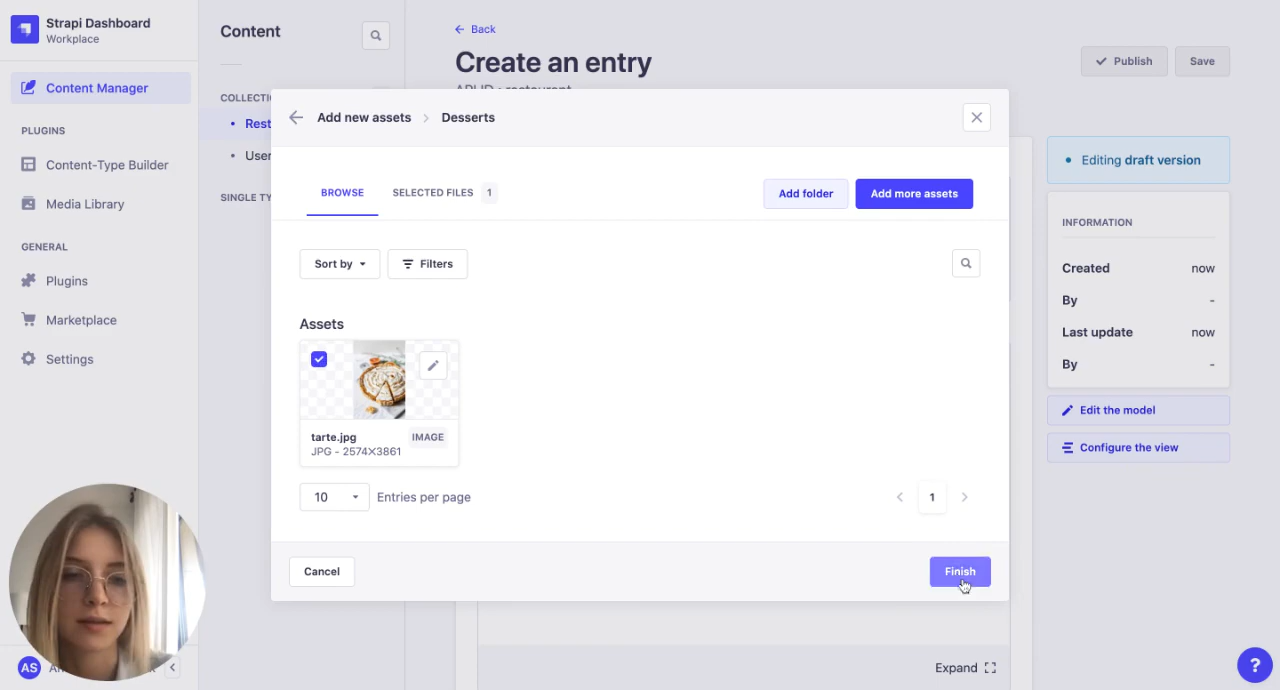 Strapi Dashboard
Workplace
Content Manager
PLUGINS
Content-Type Builder
Media Library
GENERAL
Plugins
Marketplace
Settings
AS
Content
SINGLE TY
Back
Create an entry
Publish
Save
Add new assets
Desserts
BROWSE
SELECTED FILES 1
Add folder
Add more assets
Sort by
Filters
Assets
tarte.jpg
IMAGE
JPG - 2574✕3861
10
Entries per page
1
Cancel
Finish
Editing draft version
INFORMATION
Created now
By -
Last update now
By -
Edit the model
Configure the view
Expand
?